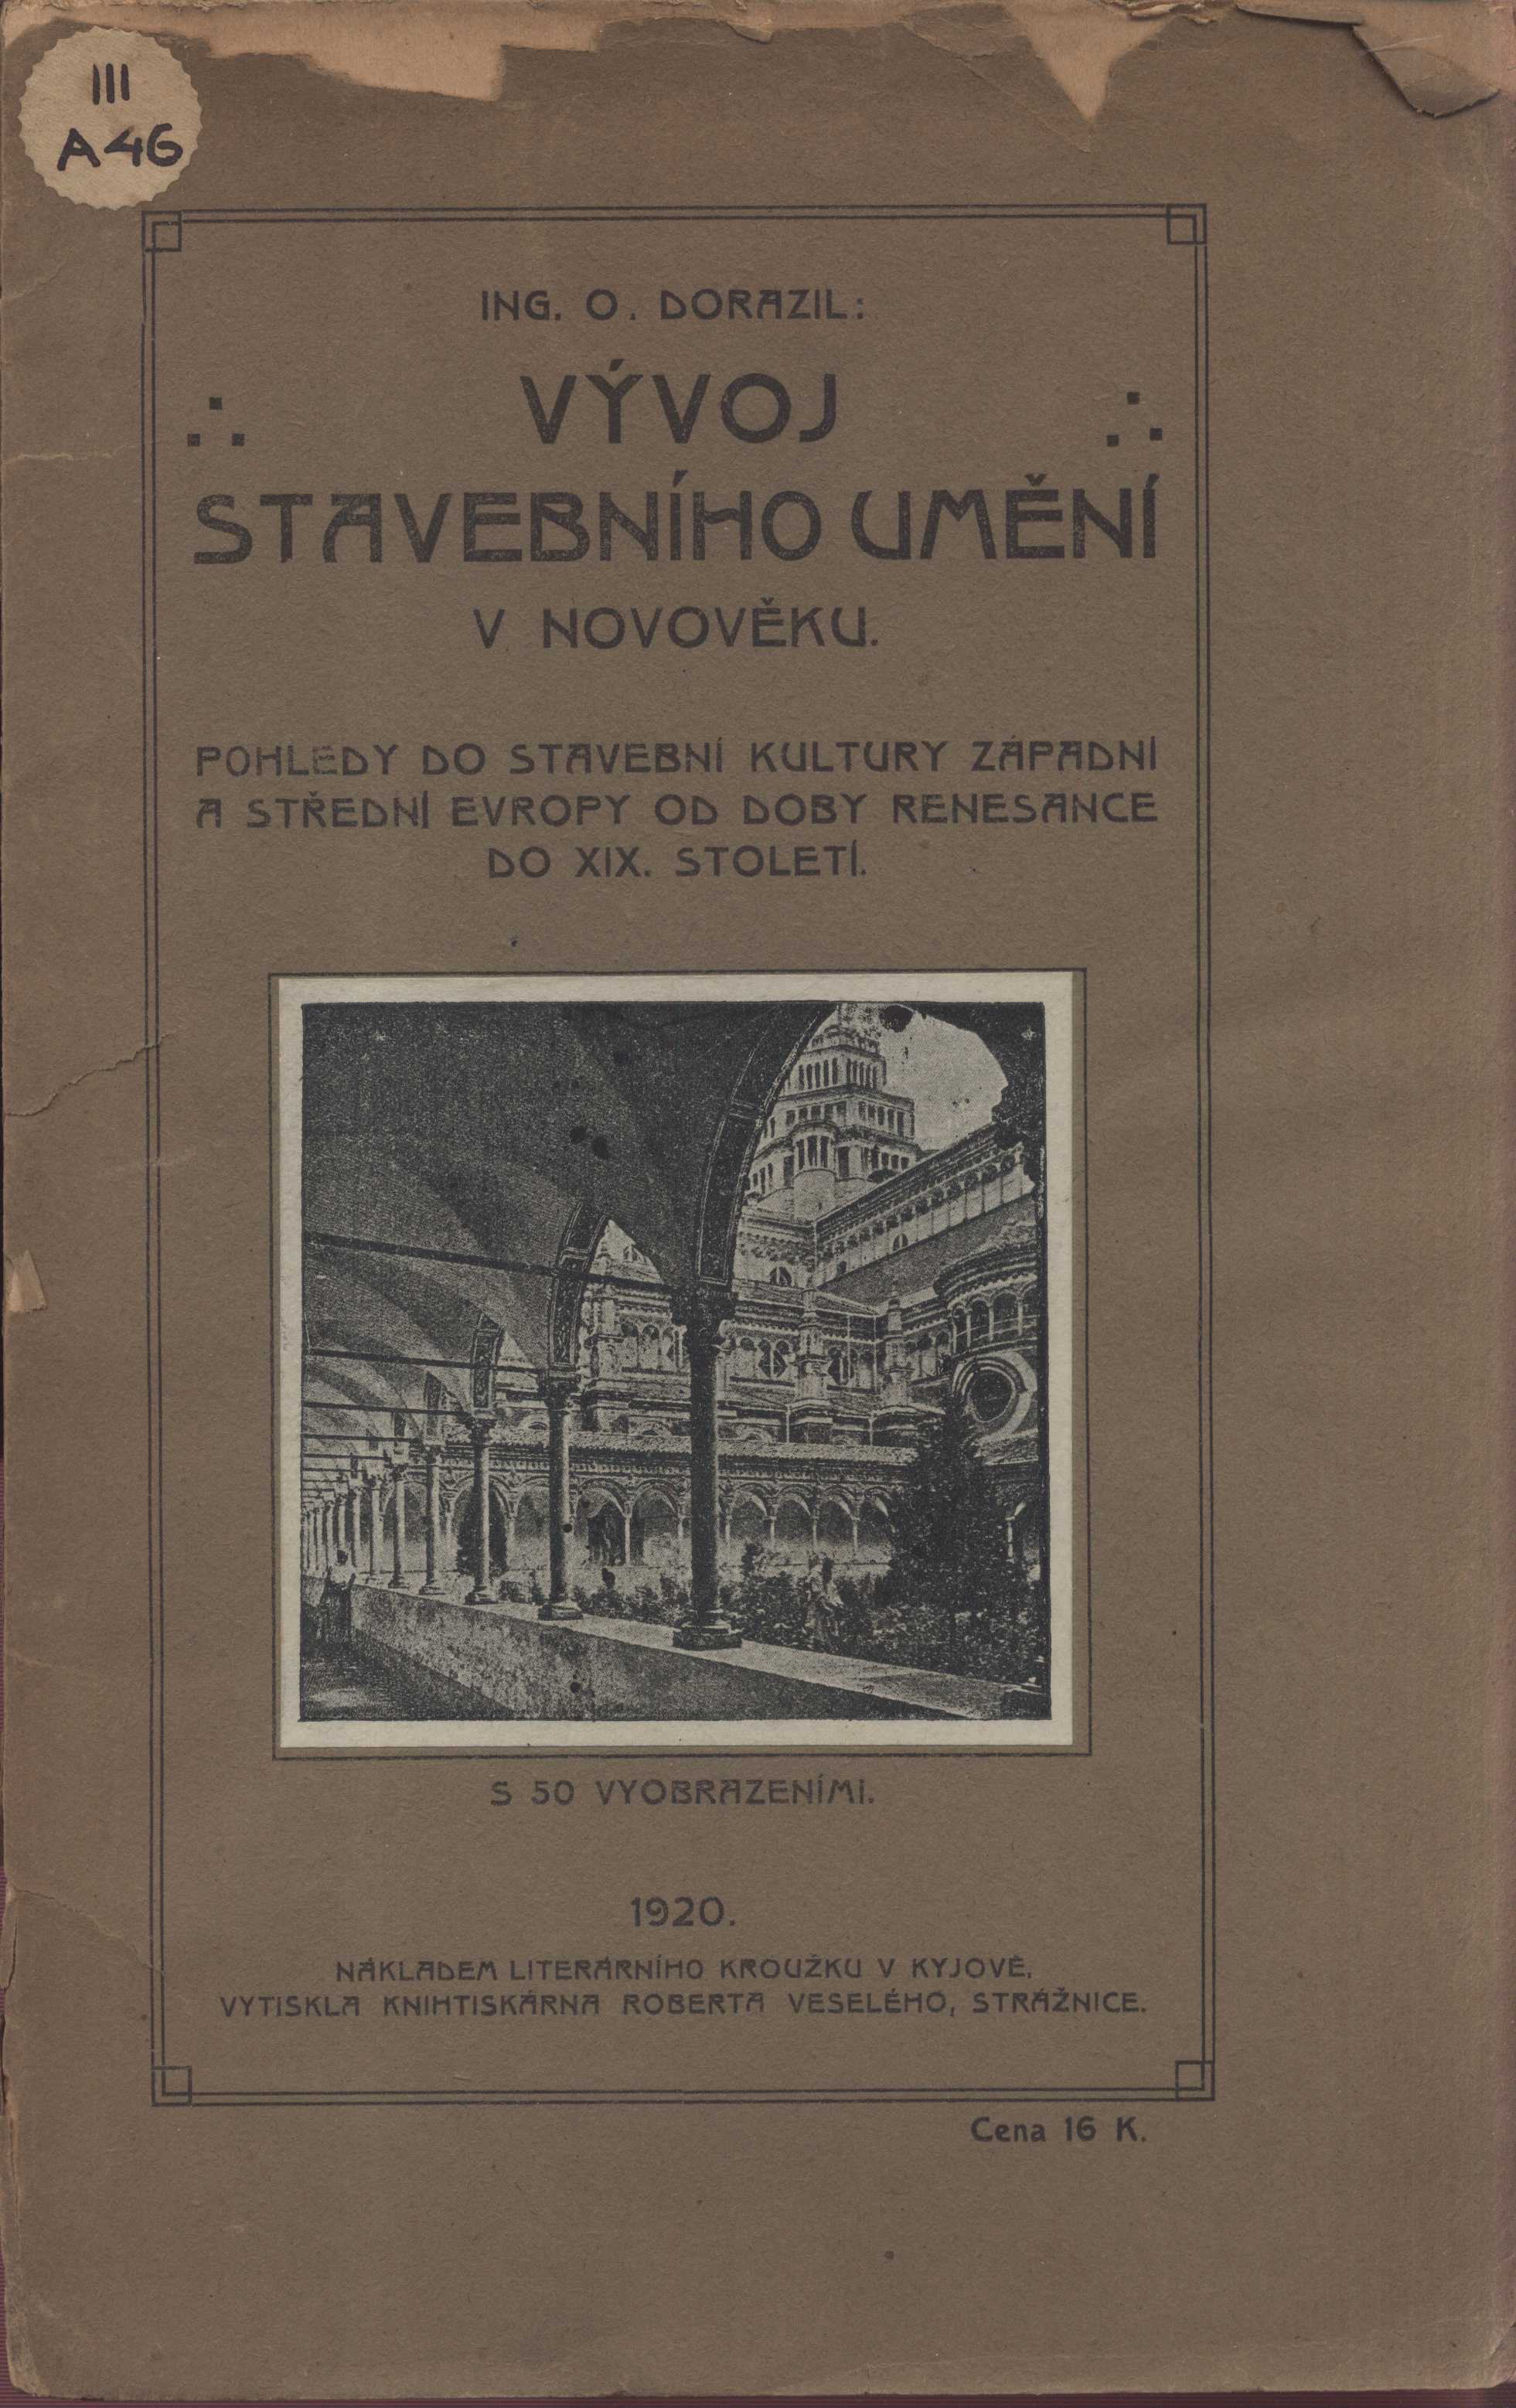 III
A46
ING. O. DORAZIL:
VÝVOJ
STAVEBNÍHO UMĚNÍ
V NOVOVĚKU.
POHLEDY DO STAVEBNÍ KULTURY ZÁPADNÍ
A STŘEDNÍ EVROPY OD DOBY RENESANCE
DO XIX. STOLETÍ.
S 50 VYOBRAZENÍMI.
1920.
NÁKLADEM LITERÁRNÍHO KROUŽKU V KYJOVĚ,
VYTISKLA KNIHTISKÁRNA ROBERTA VESELÉHO, STRÁŽNICE.
Cena 16 K.